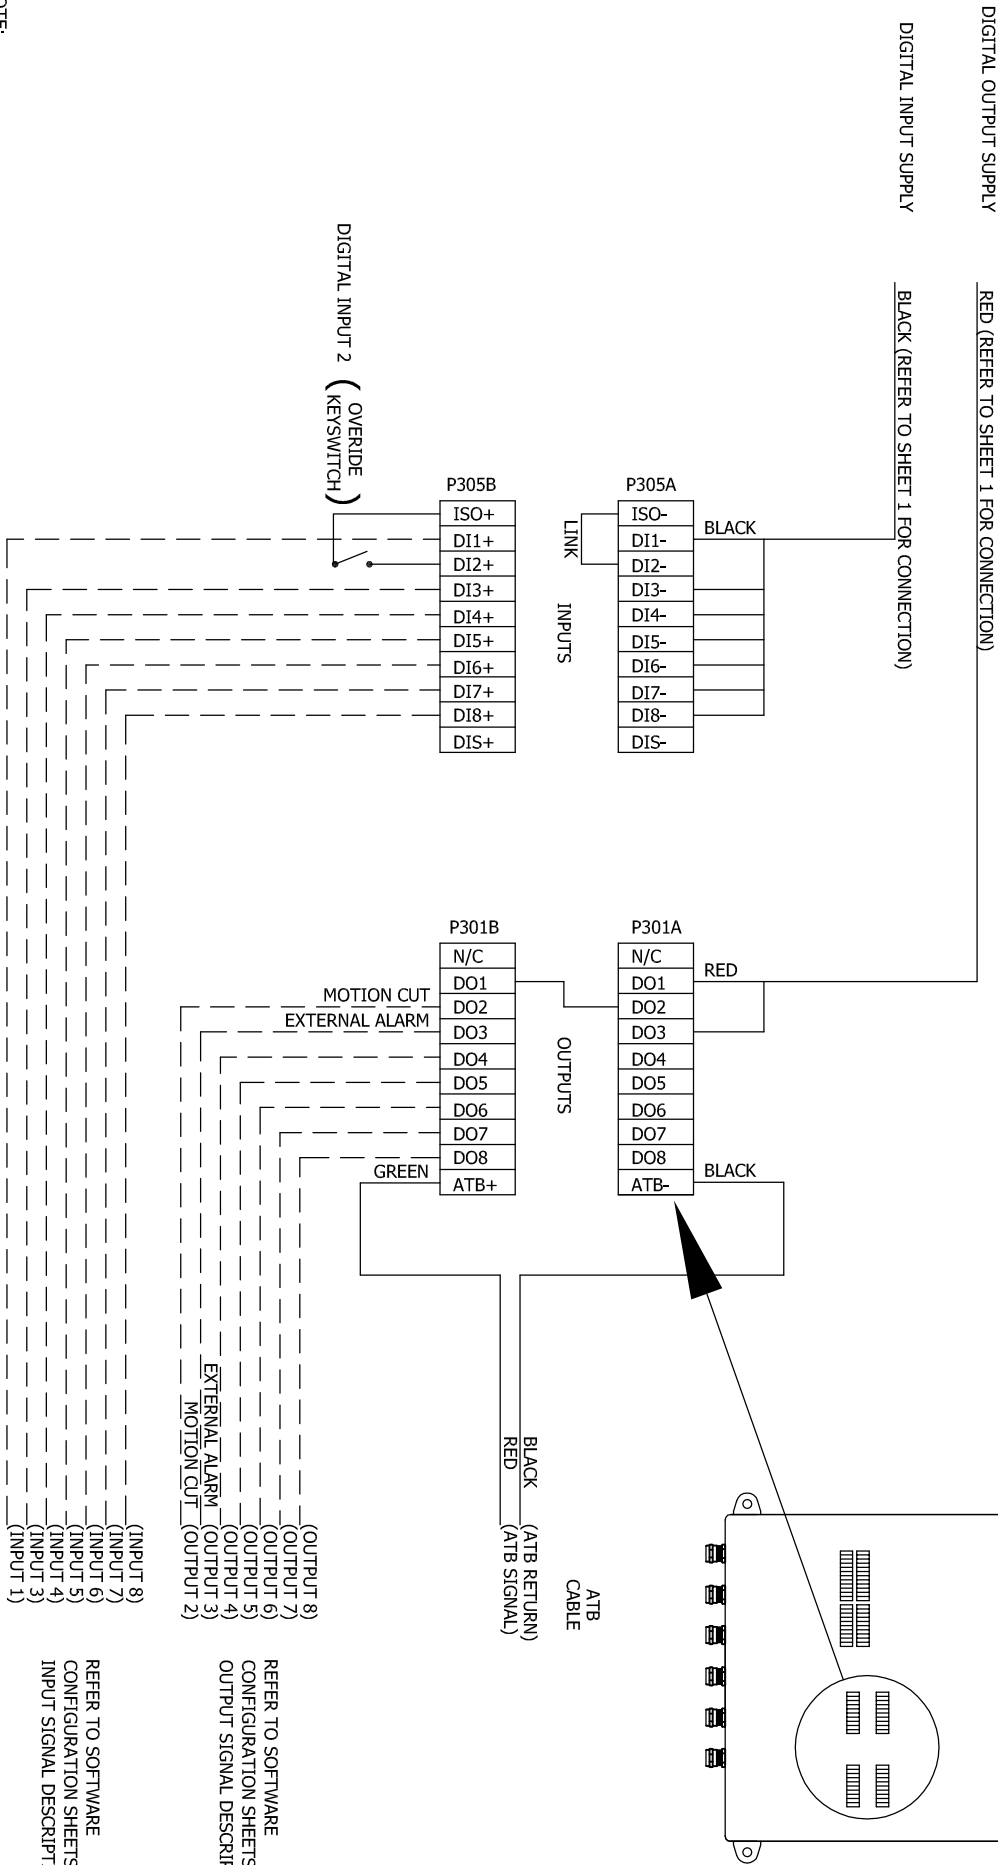 DIGITAL OUTPUT SUPPLY
RED (REFER TO SHEET 1 FOR CONNECTION)
DIGITAL INPUT SUPPLY
BLACK (REFER TO SHEET 1 FOR CONNECTION)
DIGITAL INPUT 2
(OVERIDE
KEYSWITCH)
P305B
ISO+
DI1+
DI2+
DI3+
DI4+
DI5+
DI6+
DI7+
DI8+
DIS+
LINK
INPUTS
P305A
ISO-
DI1-
DI2-
DI3-
DI4-
DI5-
DI6-
DI7-
DI8-
DIS-
BLACK
P301B
N/C
DO1
DO2
DO3
DO4
DO5
DO6
DO7
DO8
ATB+
MOTION CUT
EXTERNAL ALARM
GREEN
OUTPUTS
P301A
N/C
DO1
DO2
DO3
DO4
DO5
DO6
DO7
DO8
ATB-
RED
BLACK
BLACK
RED
(ATB RETURN)
(ATB SIGNAL)
ATB
CABLE
EXTERNAL ALARM
MOTION CUT
(OUTPUT 8)
(OUTPUT 7)
(OUTPUT 6)
(OUTPUT 5)
(OUTPUT 4)
(OUTPUT 3)
(OUTPUT 2)
REFER TO SOFTWARE
CONFIGURATION SHEETS
OUTPUT SIGNAL
(INPUT 8)
(INPUT 7)
(INPUT 6)
(INPUT 5)
(INPUT 4)
(INPUT 3)
(INPUT 1)
REFER TO SOFTWARE
CONFIGURATION SHEETS
INPUT SIGNAL